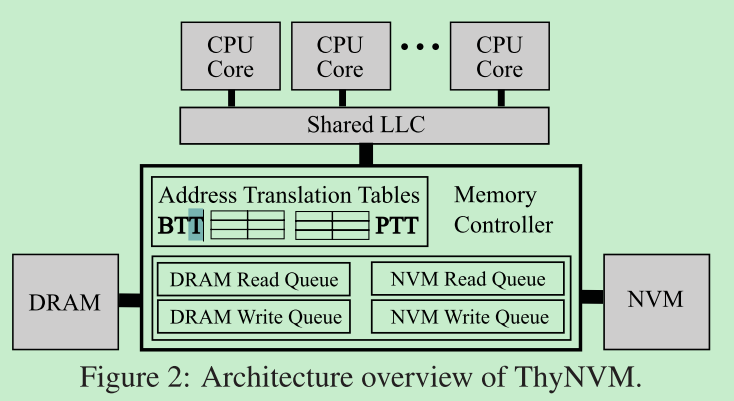 CPU Core
CPU Core
•••
CPU Core
Shared LLC
Address Translation Tables
BTT
PTT
Memory
Controller
DRAM
DRAM Read Queue
NVM Read Queue
DRAM Write Queue
NVM Write Queue
NVM
Figure 2: Architecture overview of ThyNVM.